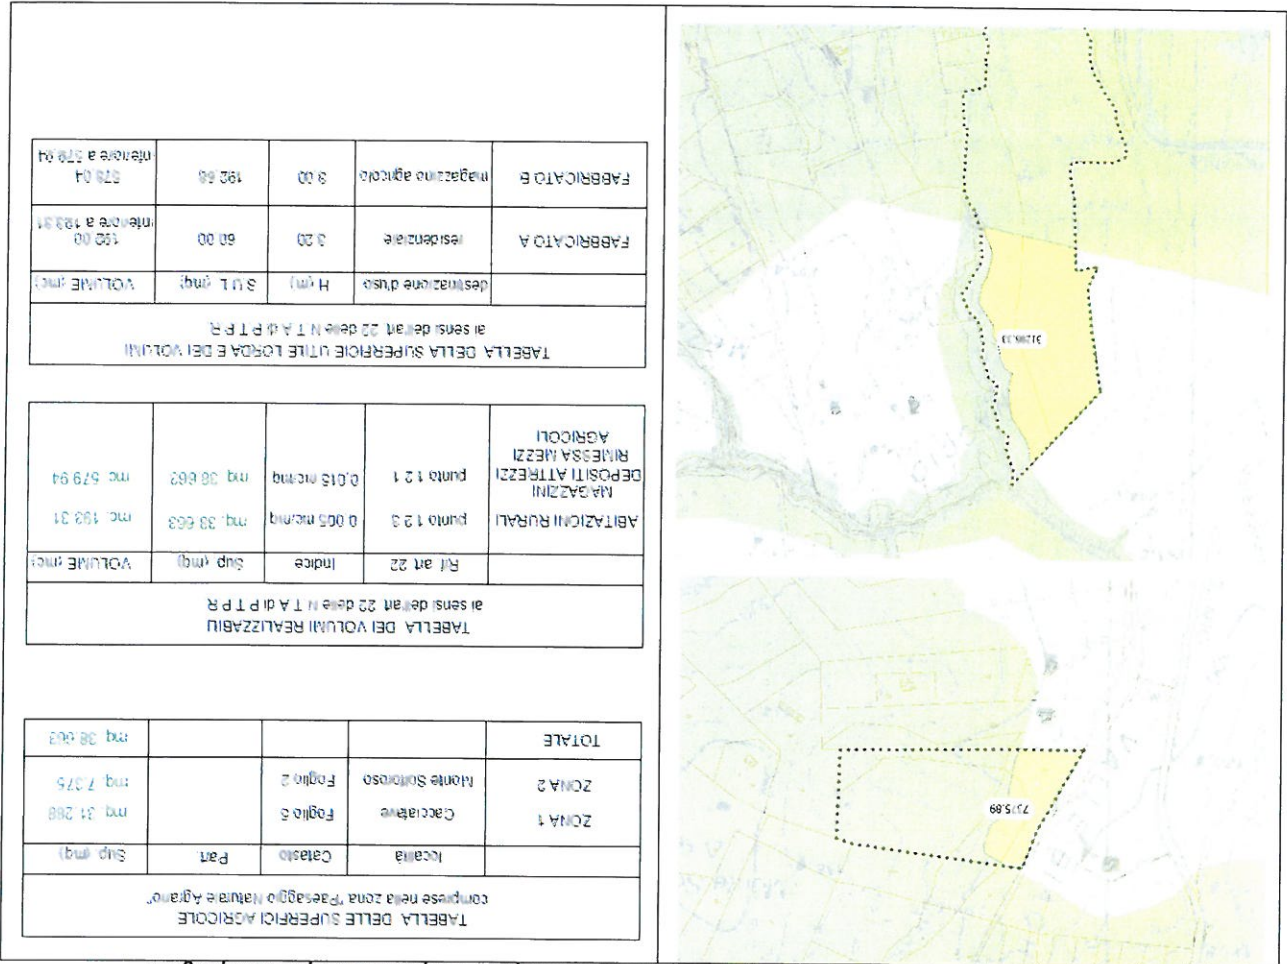 TABELLA DELLE SUPERFICI AGRICOLE
comprese nella zona "Paesaggio Naturale Agrario"
località Catasto Part. Sup. (mq)
ZONA 1 Cacciative Foglio 5 mq. 31.288
ZONA 2 Monte Solforoso Foglio 2 mq. 7.375
TOTALE mq. 38.663
TABELLA DEI VOLUMI REALIZZABILI
ai sensi dell'art. 22 delle N.T.A di P.T.P.R.
Rif. art. 22 Indice Sup. (mq) VOLUME (mc)
ABITAZIONI RURALI punto 1.2.3 0.005 mc/mq mq. 38.663 mc. 193.31
MAGAZZINI
DEPOSITI ATTREZZI punto 1.2.1 0,015 mc/mq mq. 38.663 mc. 579.94
RIMESSA MEZZI
AGRICOLI
TABELLA DELLA SUPERFICIE UTILE LORDA E DEI VOLUMI
ai sensi dell'art. 22 delle N.T.A di P.T.P.R.
destinazione d'uso H (m) S.U.L. (mq) VOLUME (mc)
FABBRICATO A residenziale 3.20 60.00 192.00
inferiore a 193.31
FABBRICATO B magazzino agricolo 3.00 192.68 578.04
inferiore a 579.94
7375.89
31288.33